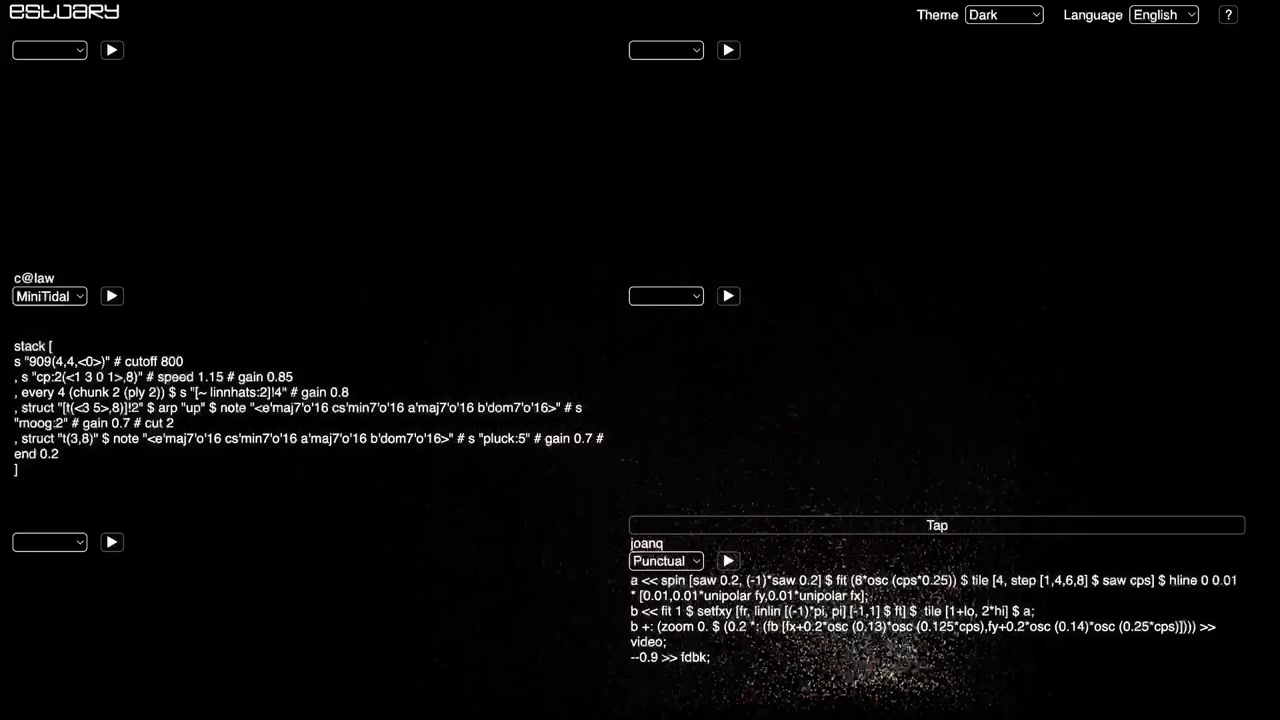 estuary
Theme Dark Language English ?
c@law
MiniTidal
stack [
s "909(4,4,<0>)" # cutoff 800
, s "cp:2(<1 3 0 1>,8)" # speed 1.15 # gain 0.85
, every 4 (chunk 2 (ply 2)) $ s "[~ linnhats:2]!4" # gain 0.8
, struct "[t(<3 5>,8)]!2" $ arp "up" $ note "<e'maj7'o'16 cs'min7'o'16 a'maj7'o'16 b'dom7'o'16>" # s
"moog:2" # gain 0.7 # cut 2
, struct "t(3,8)" $ note "<e'maj7'o'16 cs'min7'o'16 a'maj7'o'16 b'dom7'o'16>" # s "pluck:5" # gain 0.7 #
end 0.2
]
Tap
joanq
Punctual
a << spin [saw 0.2, (-1)*saw 0.2] $ fit (8*osc (cps*0.25)) $ tile [4, step [1,4,6,8] $ saw cps] $ hline 0 0.01
* [0.01,0.01*unipolar fy,0.01*unipolar fx];
b << fit 1 $ setfxy [fr, linlin [(-1)*pi, pi] [-1,1] $ ft] $ tile [1+lo, 2*hi] $ a;
b +: (zoom 0. $ (0.2 *: (fb [fx+0.2*osc (0.13)*osc (0.125*cps),fy+0.2*osc (0.14)*osc (0.25*cps)]))) >>
video;
--0.9 >> fdbk;